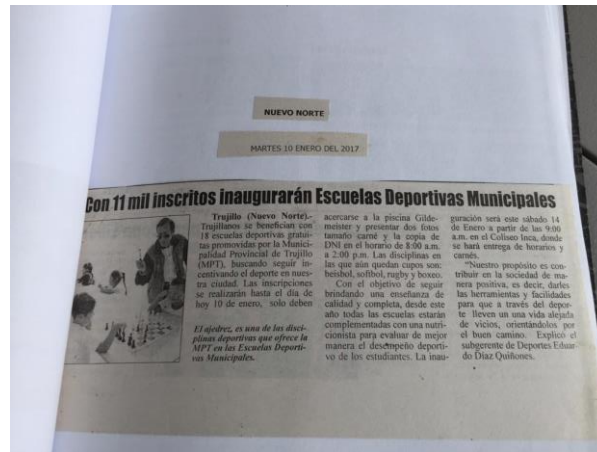 NUEVO NORTE
MARTES 10 ENERO DEL 2017
Con 11 mil inscritos inaugurarán Escuelas Deportivas Municipales
Trujillo (Nuevo Norte).-
Trujillanos se benefician con
18 escuelas deportivas gratui-
tas promovidas por la Munici-
palidad Provincial de Trujillo
(MPT), buscando seguir in-
centivando el deporte en nues-
tra ciudad. Las inscripciones
se realizarán hasta el día de
hoy 10 de enero, solo deben
El ajedrez, es una de las disci-
plinas deportivas que ofrece la
MPT en las Escuelas Deporti-
vas Municipales.
acercarse a la piscina Gilde-
meister y presentar dos fotos
tamaño carné y la copia de
DNI en el horario de 8:00 a.m.
a 2:00 p.m. Las disciplinas en
las que aún quedan cupos son:
beisbol, softbol, rugby y boxeo.
Con el objetivo de seguir
brindando una enseñanza de
calidad y completa, desde este
año todas las escuelas estarán
complementadas con una nutri-
cionista para evaluar de mejor
manera el desempeño deporti-
vo de los estudiantes. La inau-
guración será este sábado 14
de Enero a partir de las 9:00
a.m. en el Coliseo Inca, donde
se hará entrega de horarios y
carnés.
"Nuestro propósito es con-
tribuir en la sociedad de ma-
nera positiva, es decir, darles
las herramientas y facilidades
para que a través del depor-
te lleven un una vida alejada
de vicios, orientándolos por
el buen camino. Explicó el
subgerente de Deportes Eduar-
do Díaz Quiñones.